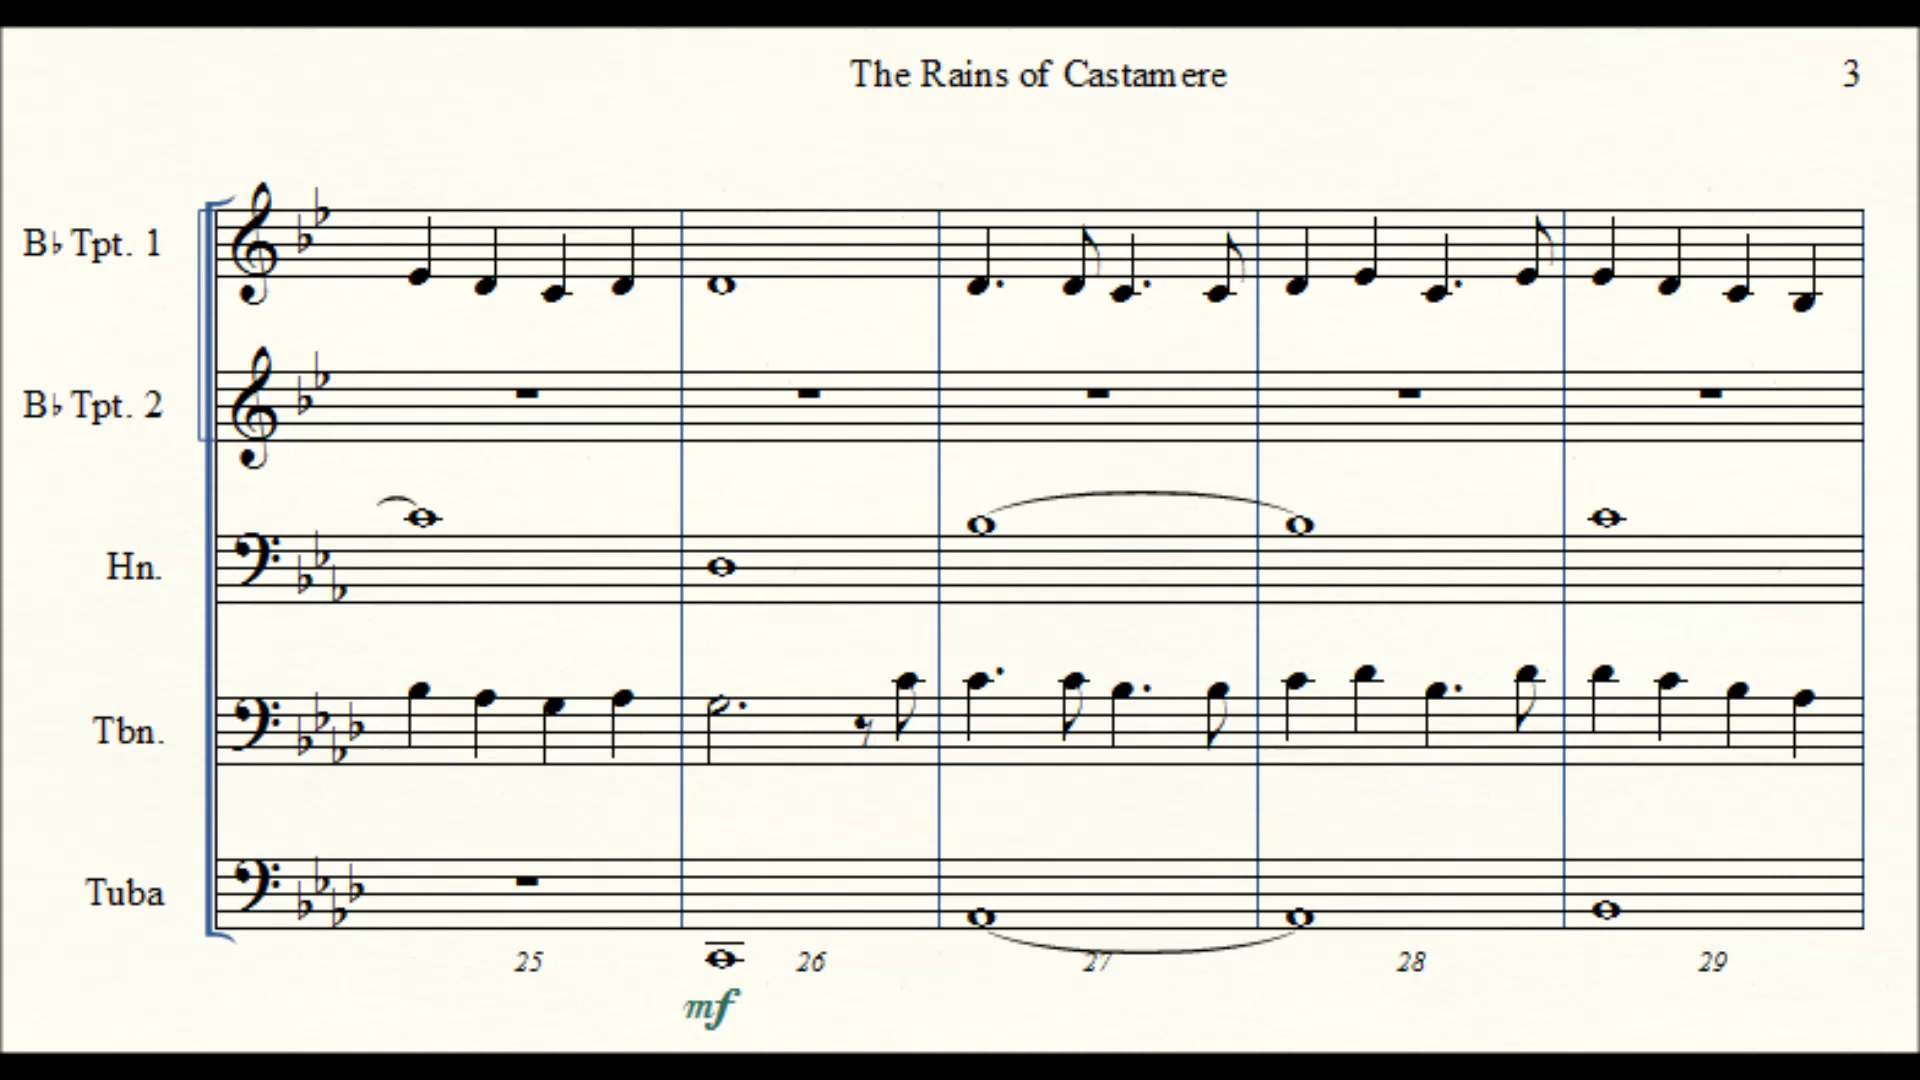 The Rains of Castamere
3
B♭ Tpt. 1
B♭ Tpt. 2
Hn.
Tbn.
Tuba
25 26 27 28 29
mf